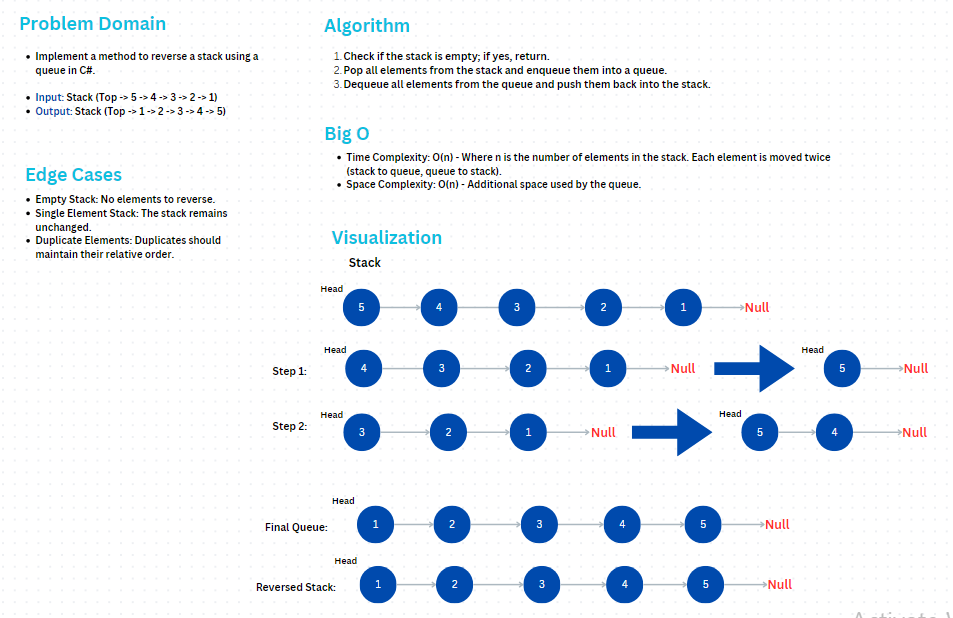 Problem Domain
• Implement a method to reverse a stack using a
queue in C#.
• Input: Stack (Top -> 5 -> 4 -> 3 -> 2 -> 1)
• Output: Stack (Top -> 1 -> 2 -> 3 -> 4 -> 5)
Edge Cases
• Empty Stack: No elements to reverse.
• Single Element Stack: The stack remains
unchanged.
• Duplicate Elements: Duplicates should
maintain their relative order.
Algorithm
1. Check if the stack is empty; if yes, return.
2. Pop all elements from the stack and enqueue them into a queue.
3. Dequeue all elements from the queue and push them back into the stack.
Big O
• Time Complexity: O(n) - Where n is the number of elements in the stack. Each element is moved twice
(stack to queue, queue to stack).
• Space Complexity: O(n) - Additional space used by the queue.
Visualization
Stack
Head
5 4 3 2 1 Null
Head Head
Step 1: 4 3 2 1 Null 5 Null
Head Head
Step 2: 3 2 1 Null 5 4 Null
Head
Final Queue: 1 2 3 4 5 Null
Head
Reversed Stack: 1 2 3 4 5 Null